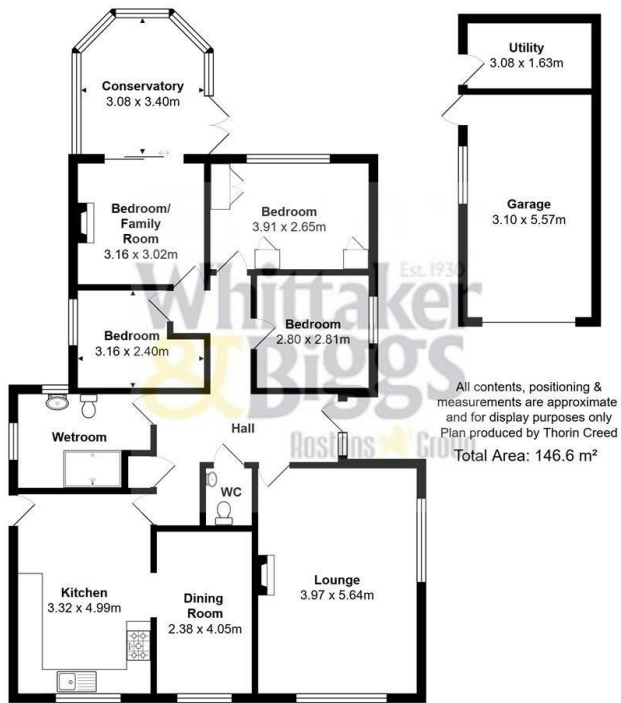 Conservatory
3.08 x 3.40m
Utility
3.08 x 1.63m
Garage
3.10 x 5.57m
Bedroom/
Family
Room
3.16 x 3.02m
Bedroom
3.91 x 2.65m
Bedroom
3.16 x 2.40m
Bedroom
2.80 x 2.81m
Est. 1930
Whittaker
& Biggs
Wetroom
Hall
WC
Kitchen
3.32 x 4.99m
Dining
Room
2.38 x 4.05m
Lounge
3.97 x 5.64m
All contents, positioning &
measurements are approximate
and for display purposes only
Plan produced by Thorin Creed
Total Area: 146.6 m²